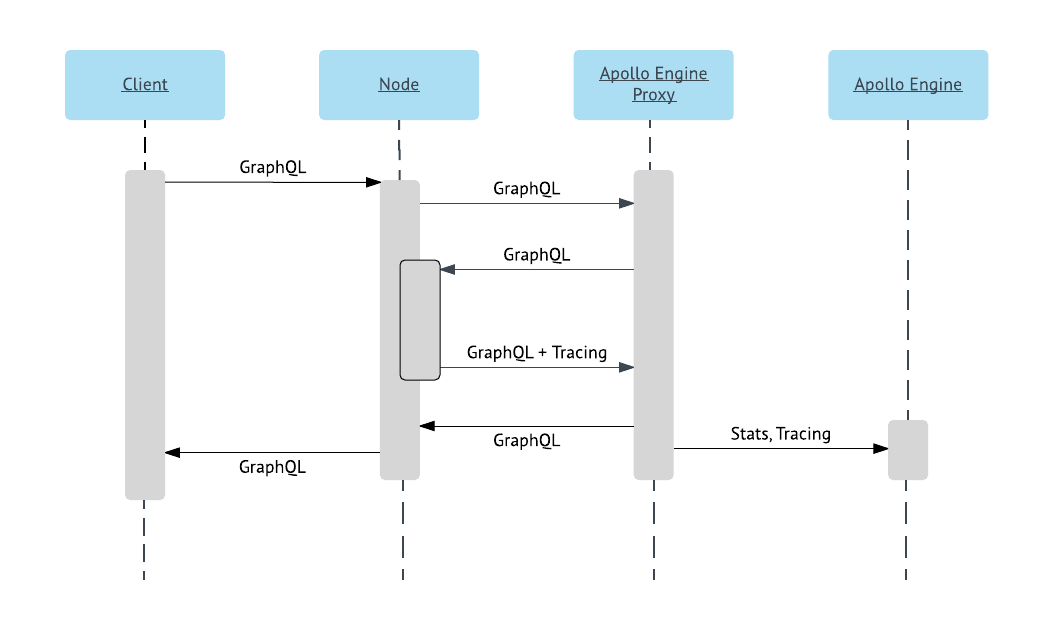 Client
Node
Apollo Engine
Proxy
Apollo Engine
GraphQL
GraphQL
GraphQL
GraphQL + Tracing
GraphQL
Stats, Tracing
GraphQL